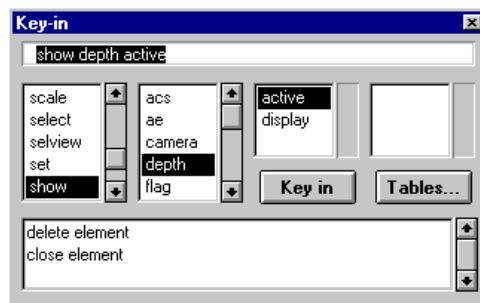 Key-in
show depth active
scale
select
selview
set
show
acs
ae
camera
depth
flag
active
display
Key in
Tables...
delete element
close element